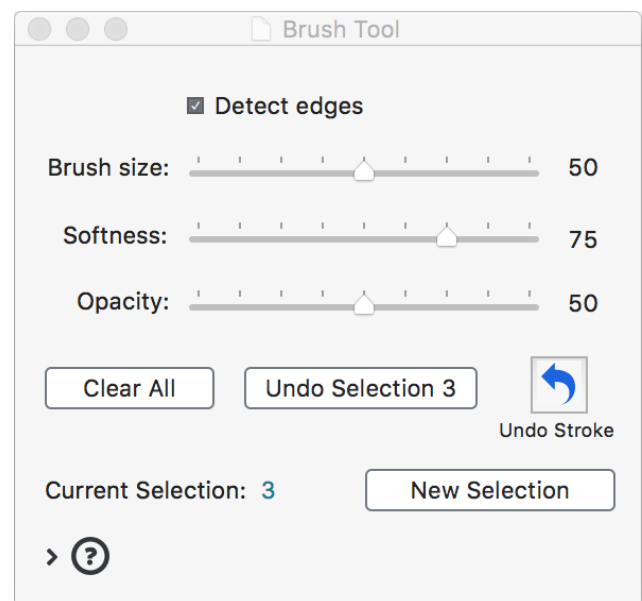 Brush Tool
Detect edges
Brush size: 50
Softness: 75
Opacity: 50
Clear All Undo Selection 3
Undo Stroke
Current Selection: 3 New Selection
> ?